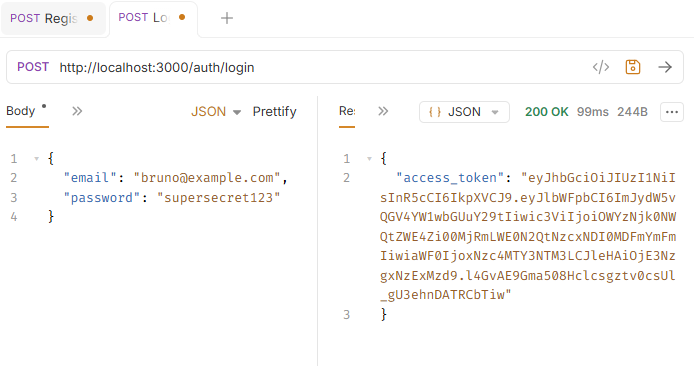 POST Regis
POST Lo
POST http://localhost:3000/auth/login
Body
JSON
Prettify
Res
{ } JSON
200 OK 99ms 244B
1 {
2 "email": "bruno@example.com",
3 "password": "supersecret123"
4 }
1 {
2 "access_token": "eyJhbGciOiJIUzI1NiI
sInR5cCI6IkpXVCJ9.eyJlbWFpbCI6ImJydW5v
QGV4YW1wbGUuY29tIiwic3ViIjoiOWYzNjk0NW
QtZWE4Zi00MjRmLWE0N2QtNzcxNDI0MDFmYmFm
IiwiaWF0IjoxNzc4MTY3NTM3LCJleHAiOjE3Nz
gxNzExMzd9.l4GvAE9Gma508Hclcsgztv0csUl
_gU3ehnDATRCbTiw"
3 }